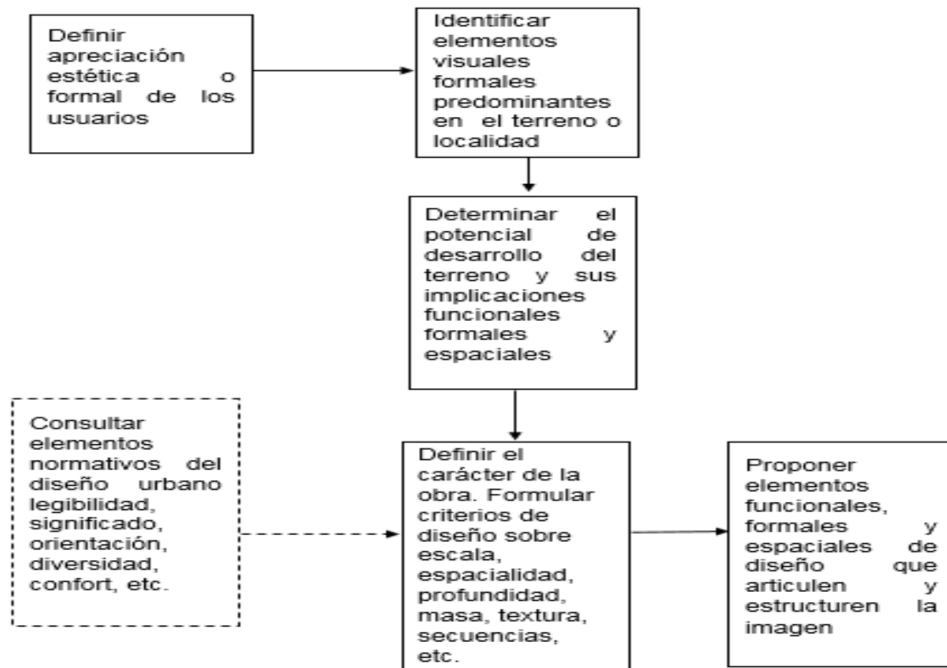 Definir
apreciación
estética o
formal de los
usuarios
Identificar
elementos
visuales
formales
predominantes
en el terreno o
localidad
Determinar el
potencial de
desarrollo del
terreno y sus
implicaciones
funcionales
formales y
espaciales
Consultar
elementos
normativos del
diseño urbano
legibilidad,
significado,
orientación,
diversidad,
confort, etc.
Definir el
carácter de la
obra. Formular
criterios de
diseño sobre
escala,
espacialidad,
profundidad,
masa, textura,
secuencias,
etc.
Proponer
elementos
funcionales,
formales y
espaciales de
diseño que
articulen y
estructuren la
imagen